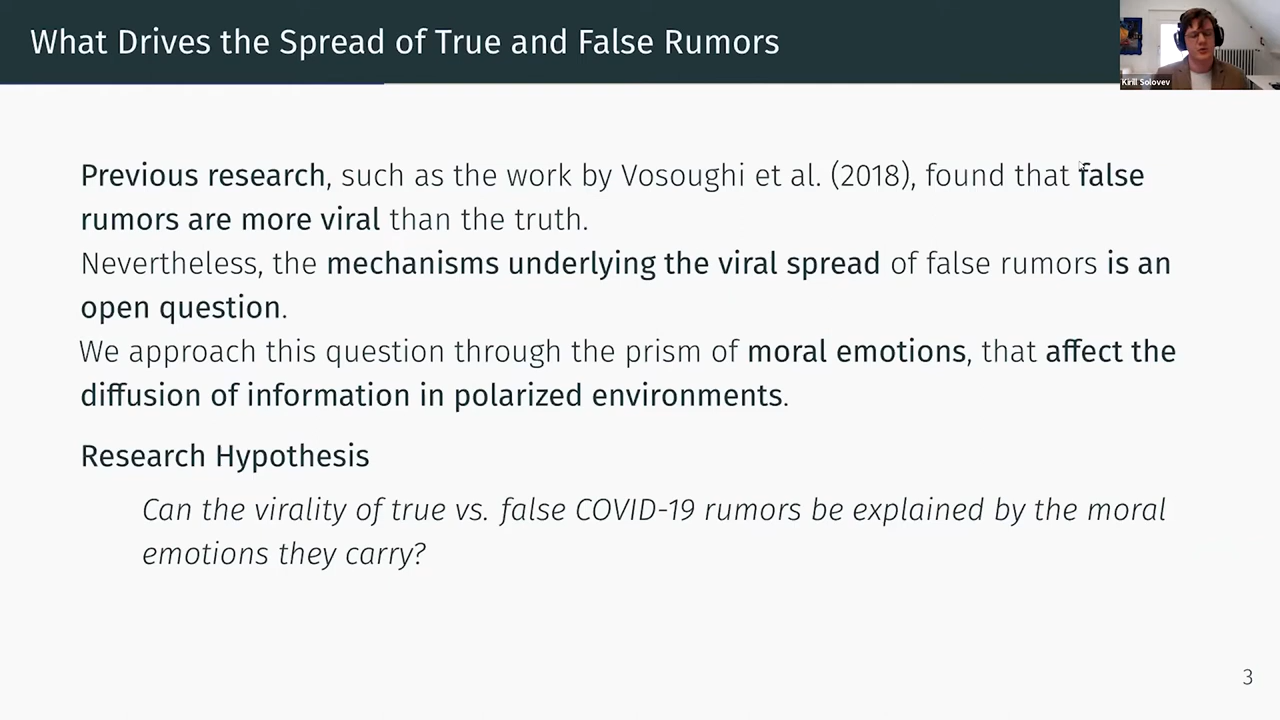 What Drives the Spread of True and False Rumors
Kirill Solovev
Previous research, such as the work by Vosoughi et al. (2018), found that false
rumors are more viral than the truth.
Nevertheless, the mechanisms underlying the viral spread of false rumors is an
open question.
We approach this question through the prism of moral emotions, that affect the
diffusion of information in polarized environments.
Research Hypothesis
Can the virality of true vs. false COVID-19 rumors be explained by the moral
emotions they carry?
3